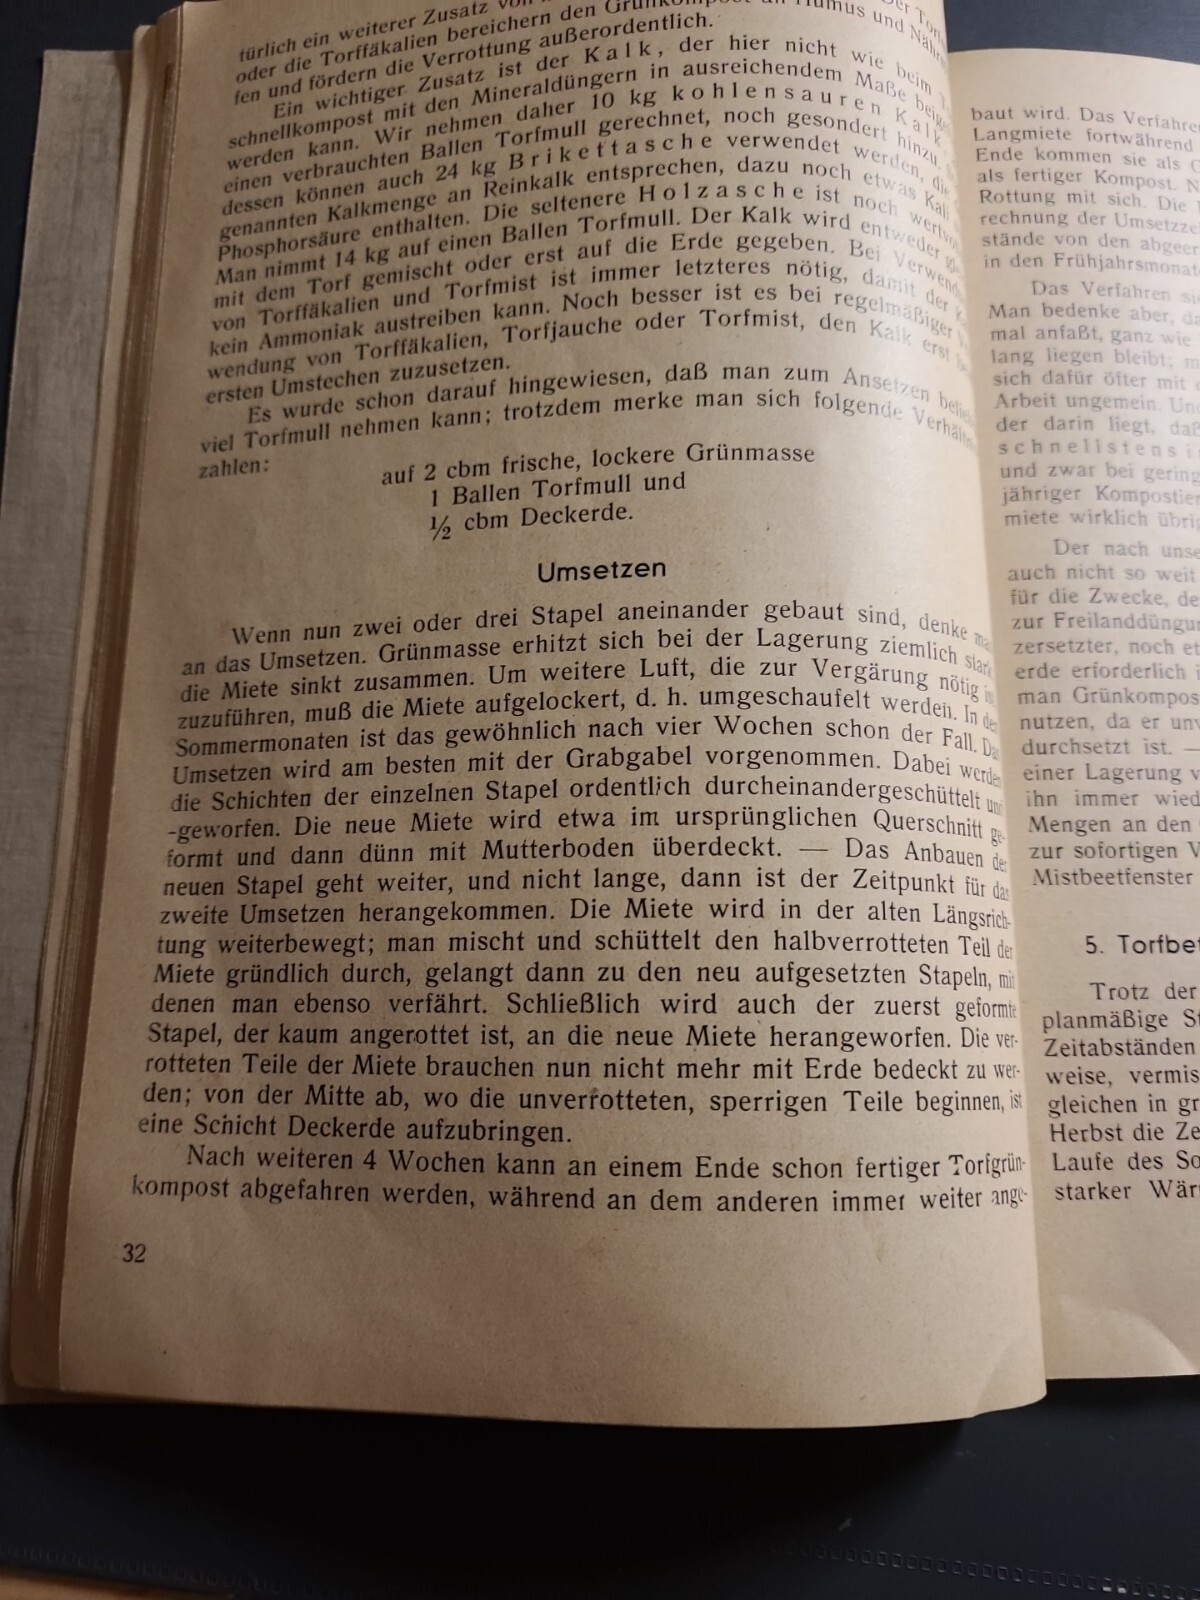 türlich ein weiterer Zusatz von
oder die Torffäkalien bereichern den Grünkompost an Humus und Nähr
fen und fördern die Verrottung außerordentlich.
Ein wichtiger Zusatz ist der Kalk, der hier nicht wie beim
schnellkompost mit den Mineraldüngern in ausreichendem Maße beige
werden kann. Wir nehmen daher 10 kg kohlensauren Kalk,
einen verbrauchten Ballen Torfmull gerechnet, noch gesondert hinzu.
dessen können auch 24 kg Brikettasche verwendet werden, die
genannten Kalkmenge an Reinkalk entsprechen, dazu noch etwas Kali
Phosphorsäure enthalten. Die seltenere Holzasche ist noch wertvo
Man nimmt 14 kg auf einen Ballen Torfmull. Der Kalk wird entweder
mit dem Torf gemischt oder erst auf die Erde gegeben. Bei Verwend
von Torffäkalien und Torfmist ist immer letzteres nötig, damit der K
kein Ammoniak austreiben kann. Noch besser ist es bei regelmäßiger
wendung von Torffäkalien, Torfjauche oder Torfmist, den Kalk erst
ersten Umstechen zuzusetzen.
Es wurde schon darauf hingewiesen, daß man zum Ansetzen belieb
viel Torfmull nehmen kann; trotzdem merke man sich folgende Verhältn
zahlen:
auf 2 cbm frische, lockere Grünmasse
1 Ballen Torfmull und
½ cbm Deckerde.
Umsetzen
Wenn nun zwei oder drei Stapel aneinander gebaut sind, denke man
an das Umsetzen. Grünmasse erhitzt sich bei der Lagerung ziemlich stark,
die Miete sinkt zusammen. Um weitere Luft, die zur Vergärung nötig ist,
zuzuführen, muß die Miete aufgelockert, d. h. umgeschaufelt werden. In den
Sommermonaten ist das gewöhnlich nach vier Wochen schon der Fall. Das
Umsetzen wird am besten mit der Grabgabel vorgenommen. Dabei werden
die Schichten der einzelnen Stapel ordentlich durcheinandergeschüttelt und
-geworfen. Die neue Miete wird etwa im ursprünglichen Querschnitt ge-
formt und dann dünn mit Mutterboden überdeckt. — Das Anbauen der
neuen Stapel geht weiter, und nicht lange, dann ist der Zeitpunkt für das
zweite Umsetzen herangekommen. Die Miete wird in der alten Längsrich-
tung weiterbewegt; man mischt und schüttelt den halbverrotteten Teil der
Miete gründlich durch, gelangt dann zu den neu aufgesetzten Stapeln, mit
denen man ebenso verfährt. Schließlich wird auch der zuerst geformte
Stapel, der kaum angerottet ist, an die neue Miete herangeworfen. Die ver-
rotteten Teile der Miete brauchen nun nicht mehr mit Erde bedeckt zu wer-
den; von der Mitte ab, wo die unverrotteten, sperrigen Teile beginnen, ist
eine Schicht Deckerde aufzubringen.
Nach weiteren 4 Wochen kann an einem Ende schon fertiger Torfgrün-
kompost abgefahren werden, während an dem anderen immer weiter ange-
32
baut wird. Das Verfahre
Langmiete fortwährend
Ende kommen sie als
als fertiger Kompost. N
Rottung mit sich. Die
rechnung der Umsetzzei
stände von den abgeer
in den Frühjahrsmonate
Das Verfahren si
Man bedenke aber, da
mal anfaßt, ganz wie
lang liegen bleibt; m
sich dafür öfter mit
Arbeit ungemein. Un
der darin liegt, daß
schnellstens i
und zwar bei gering
jähriger Kompostier
miete wirklich übrig
Der nach unse
auch nicht so weit
für die Zwecke, de
zur Freilanddüngun
zersetzter, noch et
erde erforderlich i
man Grünkompos
nutzen, da er unv
durchsetzt ist. —
einer Lagerung v
ihn immer wied
Mengen an den
zur sofortigen V
Mistbeetfenster
5. Torfbe
Trotz der
planmäßige St
Zeitabständen
weise, vermis
gleichen in gr
Herbst die Ze
Laufe des So
starker Wär